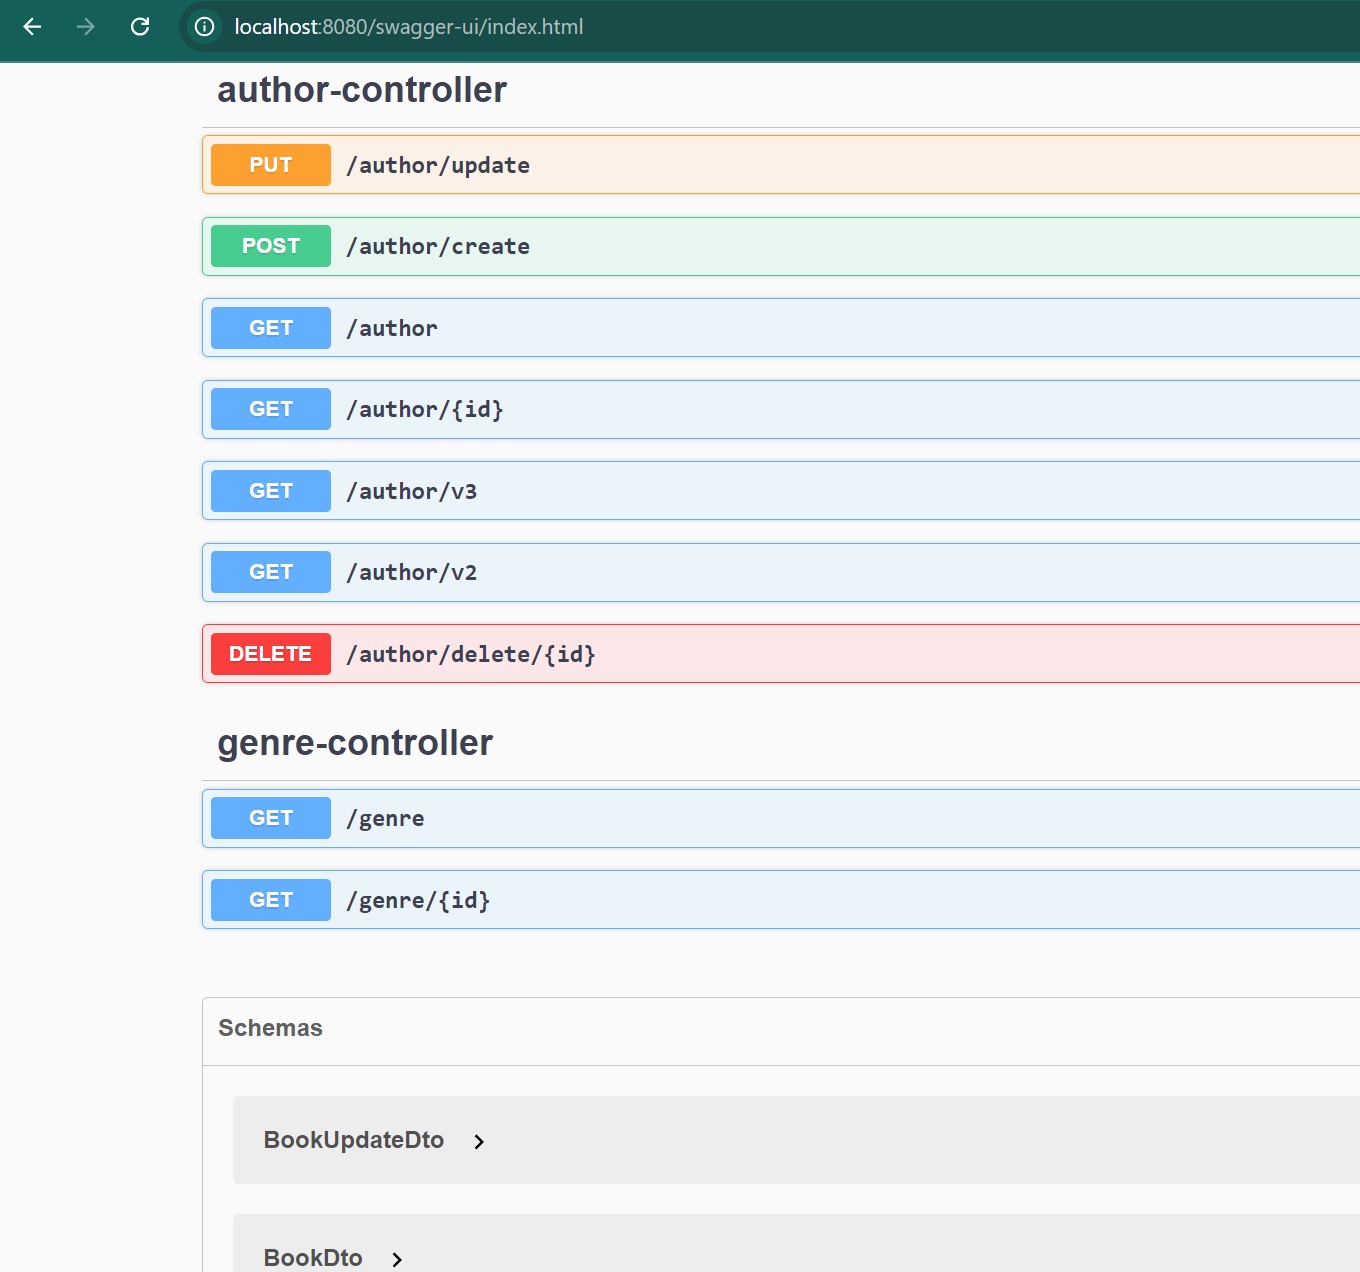 localhost:8080/swagger-ui/index.html
author-controller
PUT /author/update
POST /author/create
GET /author
GET /author/{id}
GET /author/v3
GET /author/v2
DELETE /author/delete/{id}
genre-controller
GET /genre
GET /genre/{id}
Schemas
BookUpdateDto
BookDto